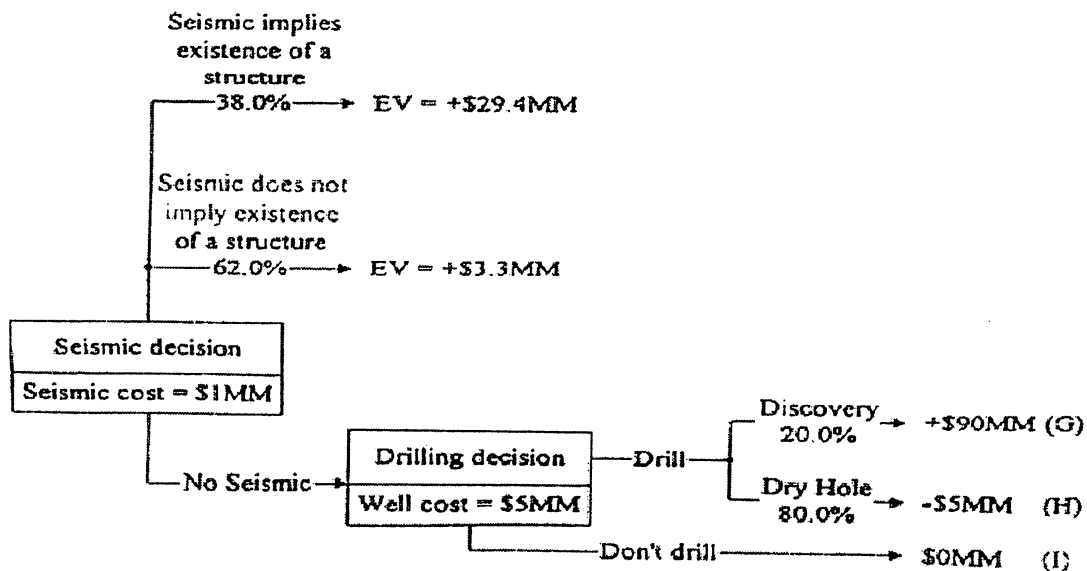 Seismic implies
existence of a
structure
38.0%
EV = +$29.4MM
Seismic does not
imply existence
of a structure
62.0%
EV = +$3.3MM
Seismic decision
Seismic cost = $1MM
No Seismic
Drilling decision
Well cost = $5MM
Drill
Discovery
20.0%
+$90MM (G)
Dry Hole
80.0%
-$5MM (H)
Don't drill
$0MM (I)